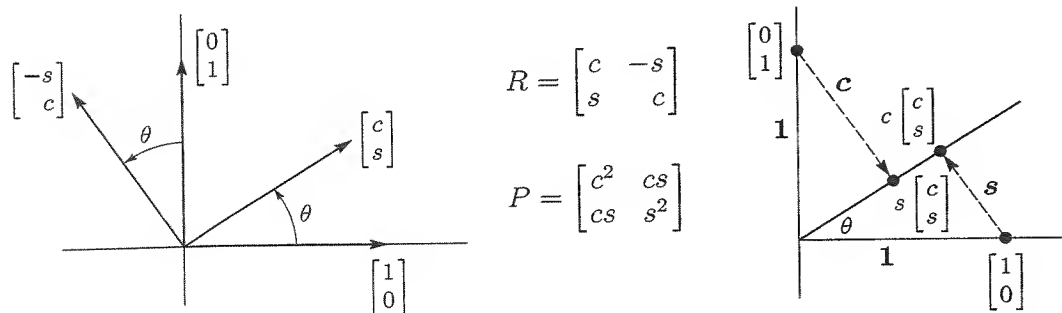 [0 1]
[-s c]
θ
[c s]
θ
[1 0]
R = [c -s s c]
P = [c² cs cs s²]
[0 1]
c
1
c [c s]
s [c s]
s
θ
1
[1 0]